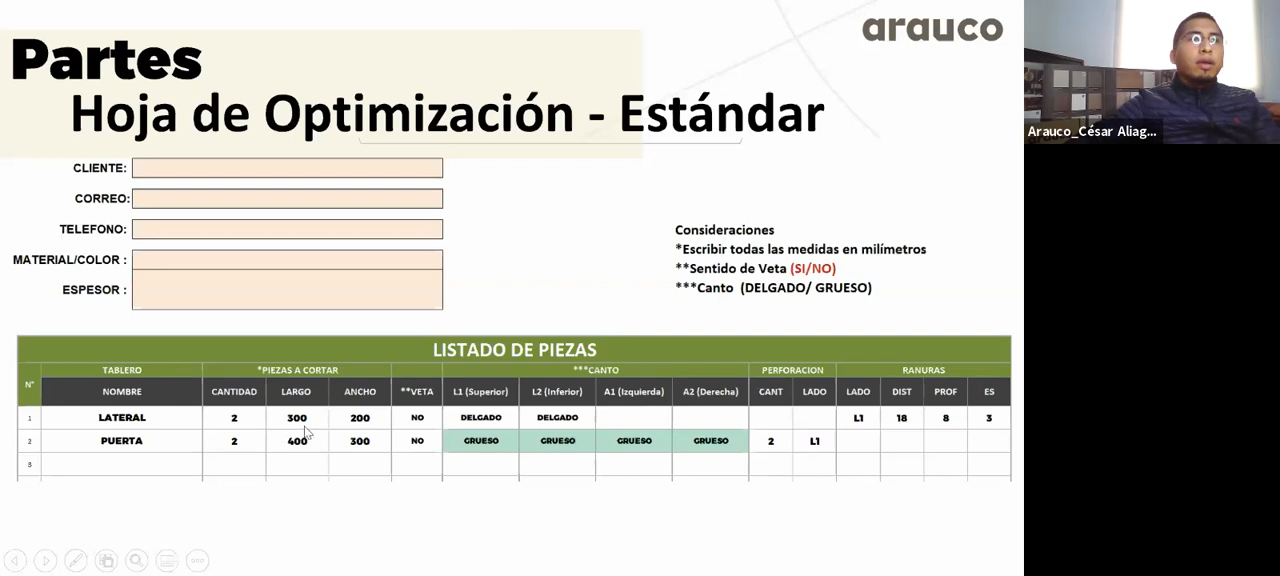 arauco
Partes
Hoja de Optimización - Estándar
Arauco_César Aliag...
CLIENTE:
CORREO:
TELEFONO:
MATERIAL/COLOR :
ESPESOR :
Consideraciones
*Escribir todas las medidas en milímetros
**Sentido de Veta (SI/NO)
***Canto (DELGADO/ GRUESO)
LISTADO DE PIEZAS
N° TABLERO *PIEZAS A CORTAR ***CANTO PERFORACION RANURAS
NOMBRE CANTIDAD LARGO ANCHO **VETA L1 (Superior) L2 (Inferior) A1 (Izquierda) A2 (Derecha) CANT LADO LADO DIST PROF ES
1 LATERAL 2 300 200 NO DELGADO DELGADO L1 18 8 3
2 PUERTA 2 400 300 NO GRUESO GRUESO GRUESO GRUESO 2 L1
3